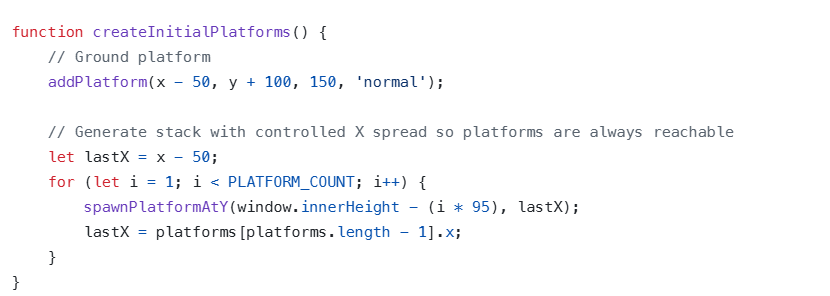 function createInitialPlatforms() {
    // Ground platform
    addPlatform(x - 50, y + 100, 150, 'normal');

    // Generate stack with controlled X spread so platforms are always reachable
    let lastX = x - 50;
    for (let i = 1; i < PLATFORM_COUNT; i++) {
        spawnPlatformAtY(window.innerHeight - (i * 95), lastX);
        lastX = platforms[platforms.length - 1].x;
    }
}